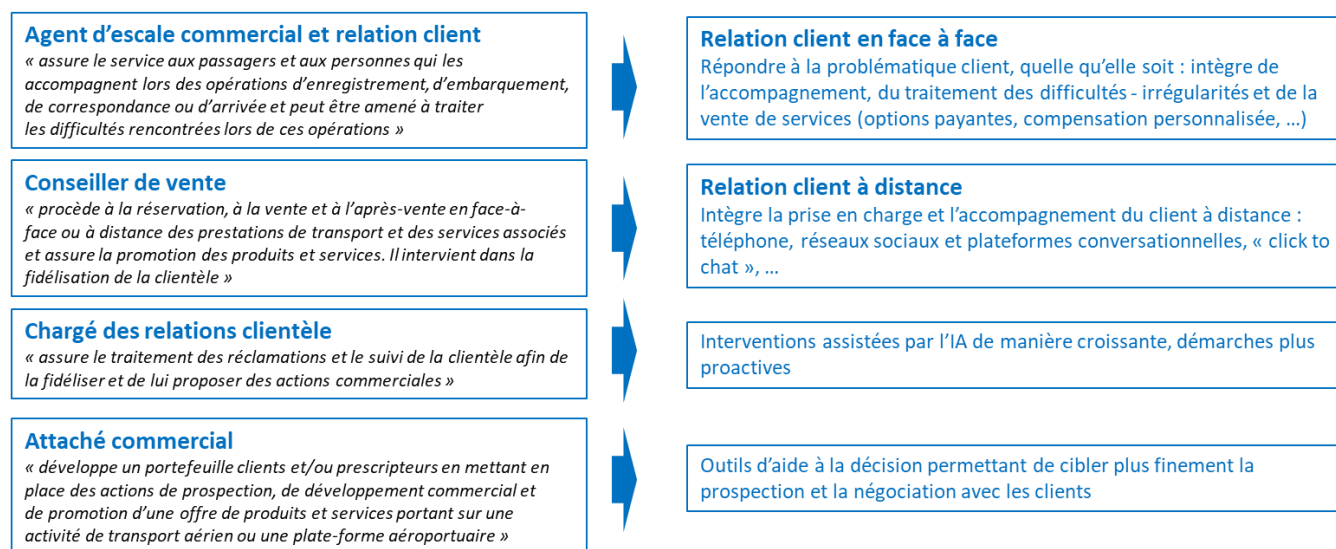 Agent d’escale commercial et relation client
« assure le service aux passagers et aux personnes qui les
accompagnent lors des opérations d’enregistrement, d’embarquement,
de correspondance ou d’arrivée et peut être amené à traiter
les difficultés rencontrées lors de ces opérations »
Relation client en face à face
Répondre à la problématique client, quelle qu’elle soit : intègre de
l’accompagnement, du traitement des difficultés - irrégularités et de la
vente de services (options payantes, compensation personnalisée, …)
Conseiller de vente
« procède à la réservation, à la vente et à l’après-vente en face-à-
face ou à distance des prestations de transport et des services associés
et assure la promotion des produits et services. Il intervient dans la
fidélisation de la clientèle »
Relation client à distance
Intègre la prise en charge et l’accompagnement du client à distance :
téléphone, réseaux sociaux et plateformes conversationnelles, « click to
chat », …
Chargé des relations clientèle
« assure le traitement des réclamations et le suivi de la clientèle afin de
la fidéliser et de lui proposer des actions commerciales »
Interventions assistées par l’IA de manière croissante, démarches plus
proactives
Attaché commercial
« développe un portefeuille clients et/ou prescripteurs en mettant en
place des actions de prospection, de développement commercial et
de promotion d’une offre de produits et services portant sur une
activité de transport aérien ou une plate-forme aéroportuaire »
Outils d’aide à la décision permettant de cibler plus finement la
prospection et la négociation avec les clients